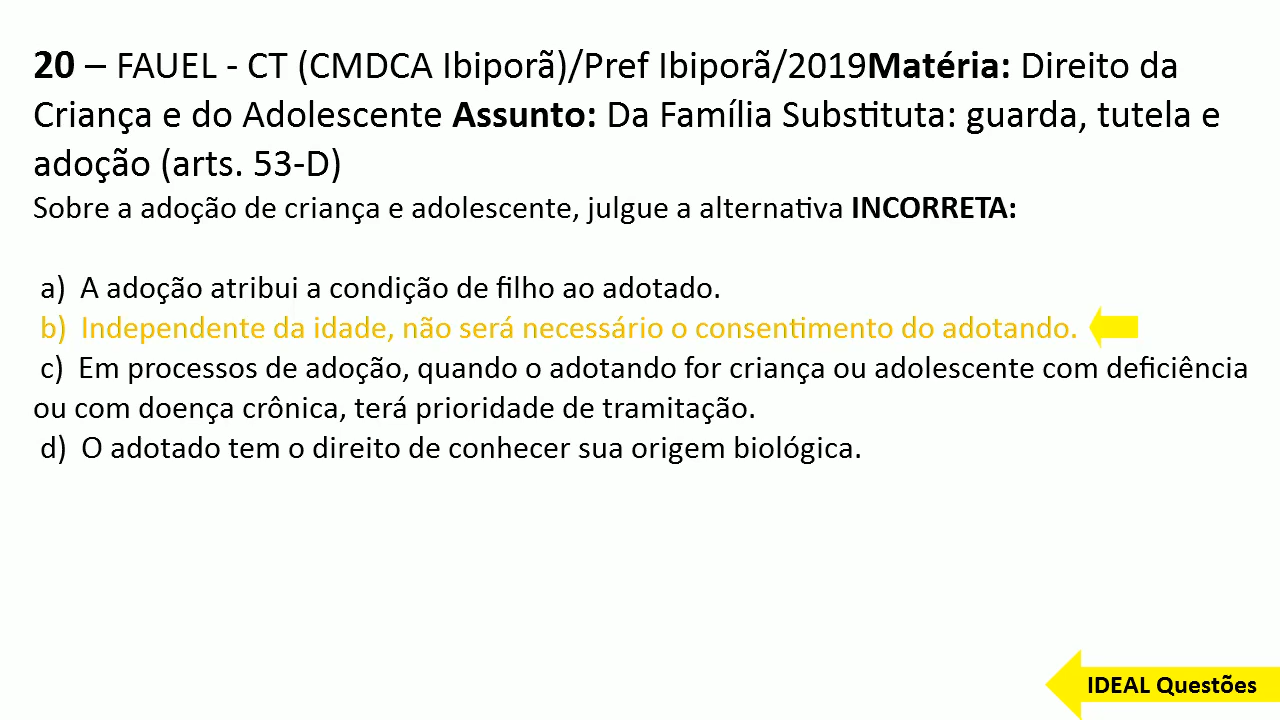 20 – FAUEL - CT (CMDCA Ibiporã)/Pref Ibiporã/2019Matéria: Direito da
Criança e do Adolescente Assunto: Da Família Substituta: guarda, tutela e
adoção (arts. 53-D)
Sobre a adoção de criança e adolescente, julgue a alternativa INCORRETA:
a) A adoção atribui a condição de filho ao adotado.
b) Independente da idade, não será necessário o consentimento do adotando.
c) Em processos de adoção, quando o adotando for criança ou adolescente com deficiência
ou com doença crônica, terá prioridade de tramitação.
d) O adotado tem o direito de conhecer sua origem biológica.
IDEAL Questões